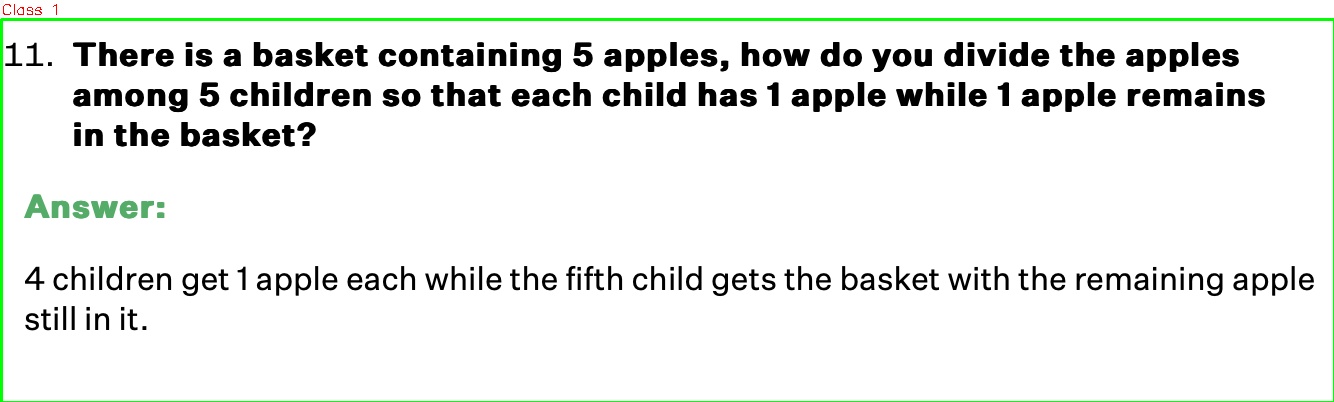 Class 1
11. There is a basket containing 5 apples, how do you divide the apples
among 5 children so that each child has 1 apple while 1 apple remains
in the basket?
Answer:
4 children get 1 apple each while the fifth child gets the basket with the remaining apple
still in it.